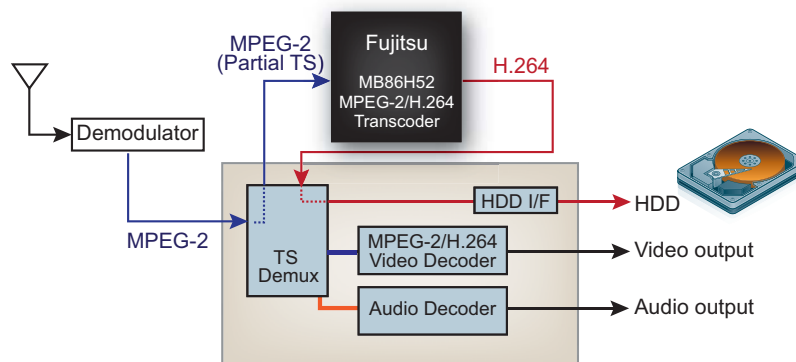 MPEG-2
(Partial TS)
Fujitsu
MB86H52
MPEG-2/H.264
Transcoder
H.264
Demodulator
MPEG-2
TS
Demux
HDD I/F
HDD
MPEG-2/H.264
Video Decoder
Video output
Audio Decoder
Audio output